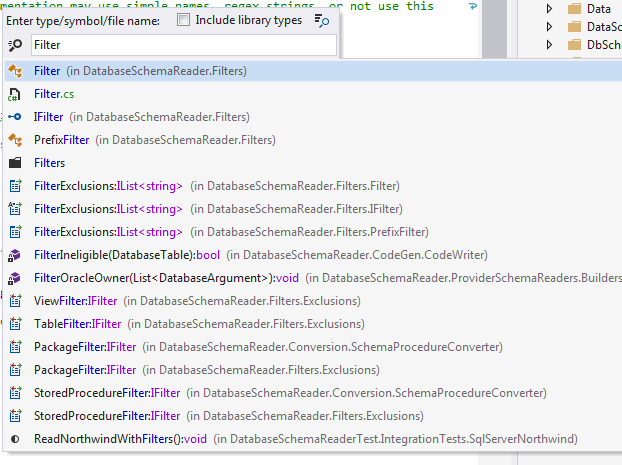 mentation may use simple names, regex strings, or not use this
Enter type/symbol/file name: Include library types
Filter
Filter (in DatabaseSchemaReader.Filters)
Filter.cs
IFilter (in DatabaseSchemaReader.Filters)
PrefixFilter (in DatabaseSchemaReader.Filters)
Filters
FilterExclusions:IList<string> (in DatabaseSchemaReader.Filters.Filter)
FilterExclusions:IList<string> (in DatabaseSchemaReader.Filters.IFilter)
FilterExclusions:IList<string> (in DatabaseSchemaReader.Filters.PrefixFilter)
FilterIneligible(DatabaseTable):bool (in DatabaseSchemaReader.CodeGen.CodeWriter)
FilterOracleOwner(List<DatabaseArgument>):void (in DatabaseSchemaReader.ProviderSchemaReaders.Builders
ViewFilter:IFilter (in DatabaseSchemaReader.Filters.Exclusions)
TableFilter:IFilter (in DatabaseSchemaReader.Filters.Exclusions)
PackageFilter:IFilter (in DatabaseSchemaReader.Conversion.SchemaProcedureConverter)
PackageFilter:IFilter (in DatabaseSchemaReader.Filters.Exclusions)
StoredProcedureFilter:IFilter (in DatabaseSchemaReader.Conversion.SchemaProcedureConverter)
StoredProcedureFilter:IFilter (in DatabaseSchemaReader.Filters.Exclusions)
ReadNorthwindWithFilters():void (in DatabaseSchemaReaderTest.IntegrationTests.SqlServerNorthwind)
Data
DataSc
DbSch